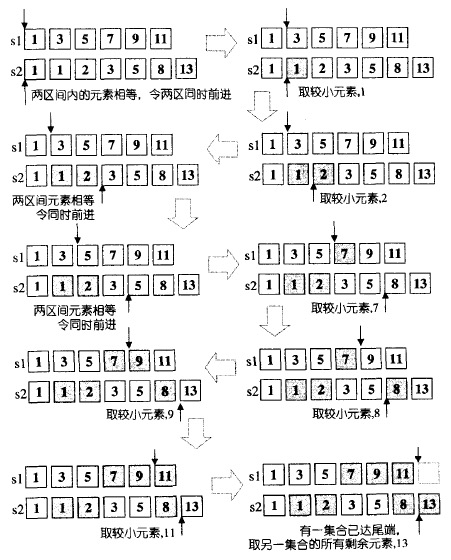 s1 1 3 5 7 9 11
s2 1 1 2 3 5 8 13
两区间内的元素相等，令两区同时前进
s1 1 3 5 7 9 11
s2 1 1 2 3 5 8 13
取较小元素,1
s1 1 3 5 7 9 11
s2 1 1 2 3 5 8 13
两区间元素相等
令同时前进
s1 1 3 5 7 9 11
s2 1 1 2 3 5 8 13
取较小元素,2
s1 1 3 5 7 9 11
s2 1 1 2 3 5 8 13
两区间元素相等
令同时前进
s1 1 3 5 7 9 11
s2 1 1 2 3 5 8 13
取较小元素,7
s1 1 3 5 7 9 11
s2 1 1 2 3 5 8 13
取较小元素,9
s1 1 3 5 7 9 11
s2 1 1 2 3 5 8 13
取较小元素,8
s1 1 3 5 7 9 11
s2 1 1 2 3 5 8 13
取较小元素,11
s1 1 3 5 7 9 11
s2 1 1 2 3 5 8 13
有一集合已达尾端,
取另一集合的所有剩余元素,13